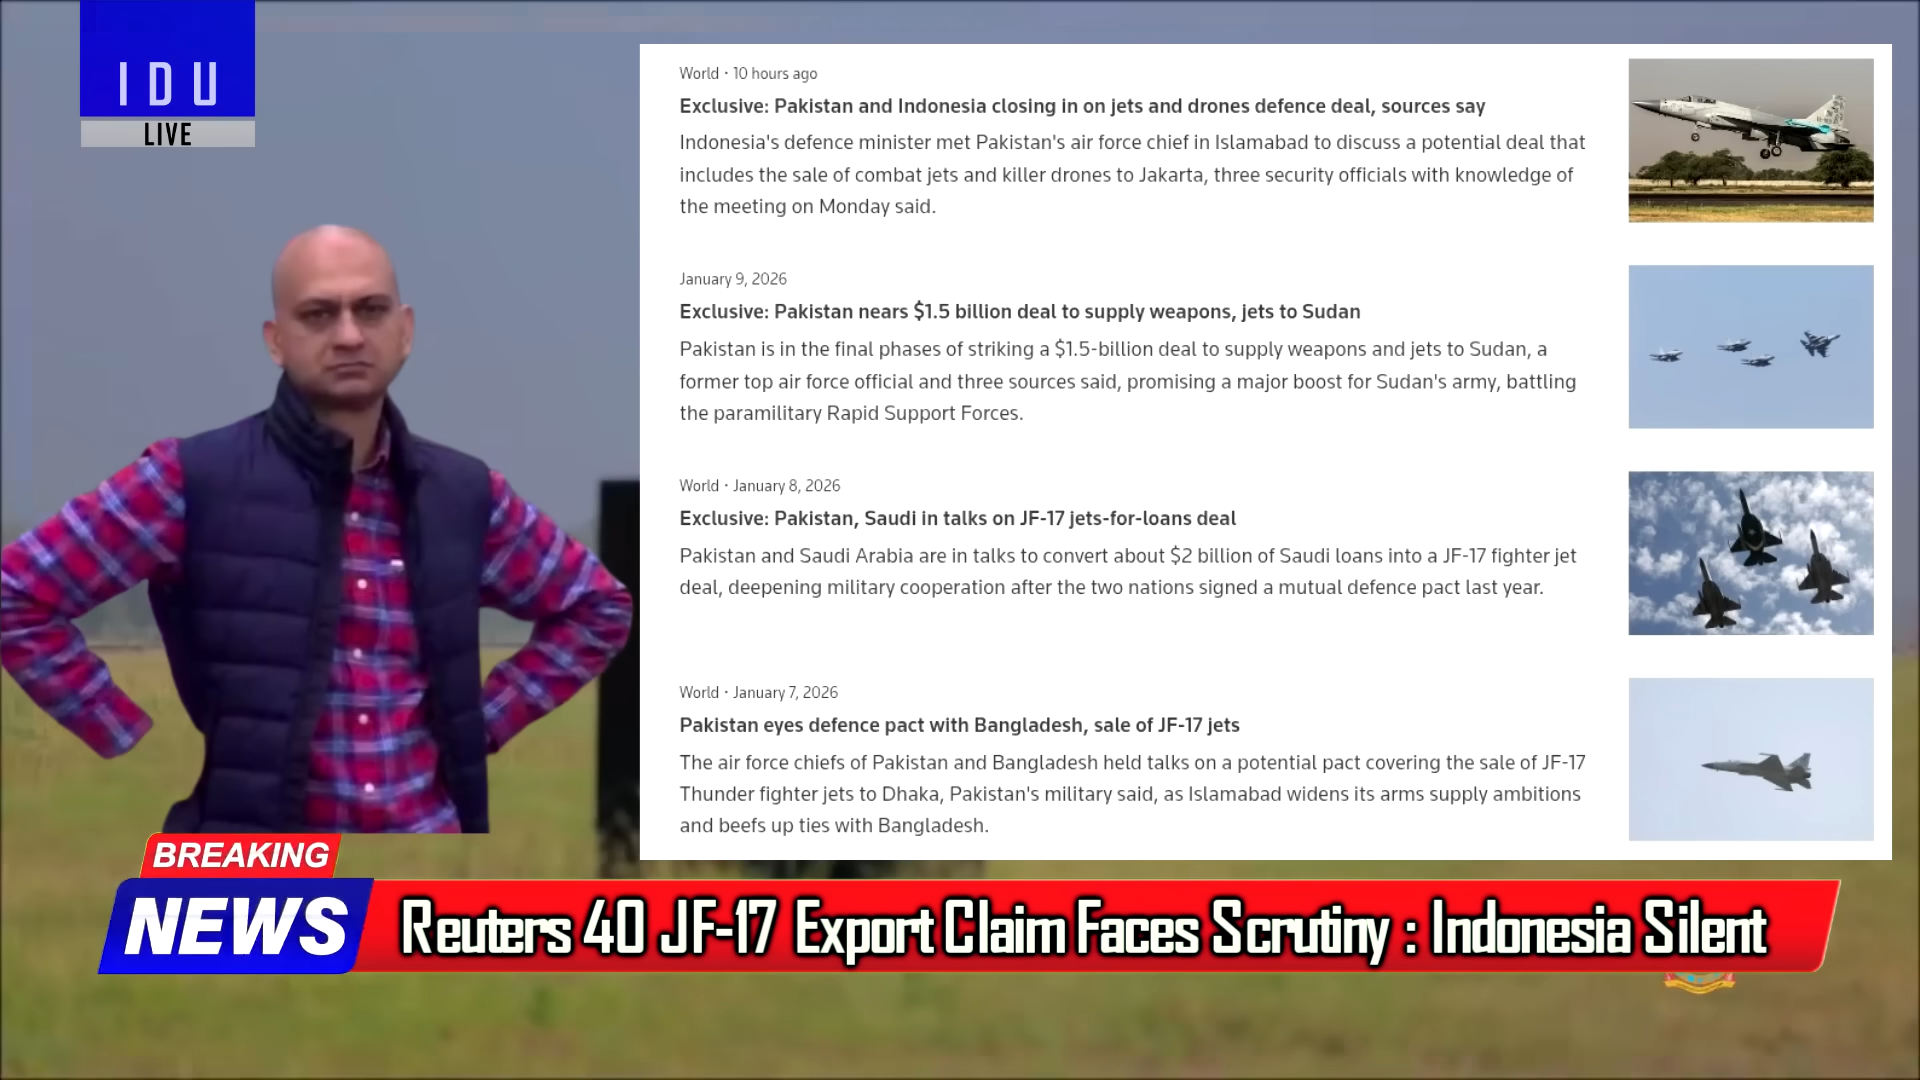 IDU
LIVE
World · 10 hours ago
Exclusive: Pakistan and Indonesia closing in on jets and drones defence deal, sources say
Indonesia's defence minister met Pakistan's air force chief in Islamabad to discuss a potential deal that
includes the sale of combat jets and killer drones to Jakarta, three security officials with knowledge of
the meeting on Monday said.
January 9, 2026
Exclusive: Pakistan nears $1.5 billion deal to supply weapons, jets to Sudan
Pakistan is in the final phases of striking a $1.5-billion deal to supply weapons and jets to Sudan, a
former top air force official and three sources said, promising a major boost for Sudan's army, battling
the paramilitary Rapid Support Forces.
World · January 8, 2026
Exclusive: Pakistan, Saudi in talks on JF-17 jets-for-loans deal
Pakistan and Saudi Arabia are in talks to convert about $2 billion of Saudi loans into a JF-17 fighter jet
deal, deepening military cooperation after the two nations signed a mutual defence pact last year.
World · January 7, 2026
Pakistan eyes defence pact with Bangladesh, sale of JF-17 jets
The air force chiefs of Pakistan and Bangladesh held talks on a potential pact covering the sale of JF-17
Thunder fighter jets to Dhaka, Pakistan's military said, as Islamabad widens its arms supply ambitions
and beefs up ties with Bangladesh.
BREAKING
NEWS
Reuters 40 JF-17 Export Claim Faces Scrutiny : Indonesia Silent